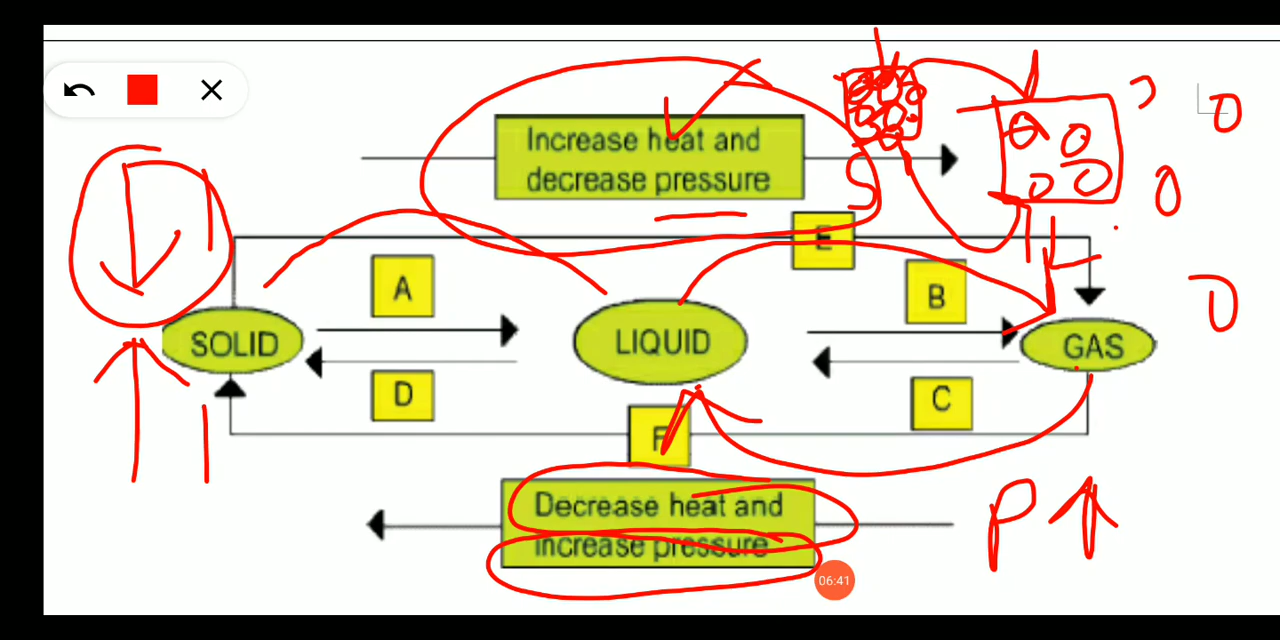 Increase heat and
decrease pressure
E
A
B
SOLID
LIQUID
GAS
D
C
F
Decrease heat and
increase pressure
P
06:41